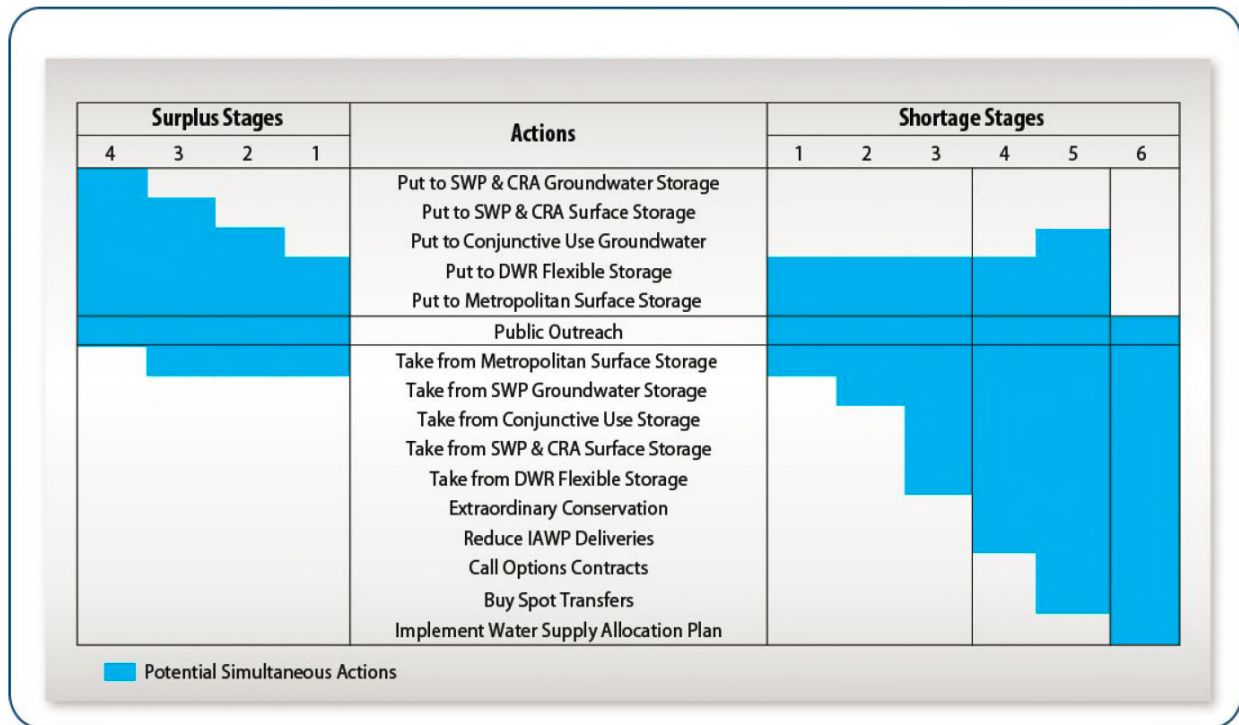 Surplus Stages
Actions
Shortage Stages
4 3 2 1
1 2 3 4 5 6
Put to SWP & CRA Groundwater Storage
Put to SWP & CRA Surface Storage
Put to Conjunctive Use Groundwater
Put to DWR Flexible Storage
Put to Metropolitan Surface Storage
Public Outreach
Take from Metropolitan Surface Storage
Take from SWP Groundwater Storage
Take from Conjunctive Use Storage
Take from SWP & CRA Surface Storage
Take from DWR Flexible Storage
Extraordinary Conservation
Reduce IAWP Deliveries
Call Options Contracts
Buy Spot Transfers
Implement Water Supply Allocation Plan
Potential Simultaneous Actions